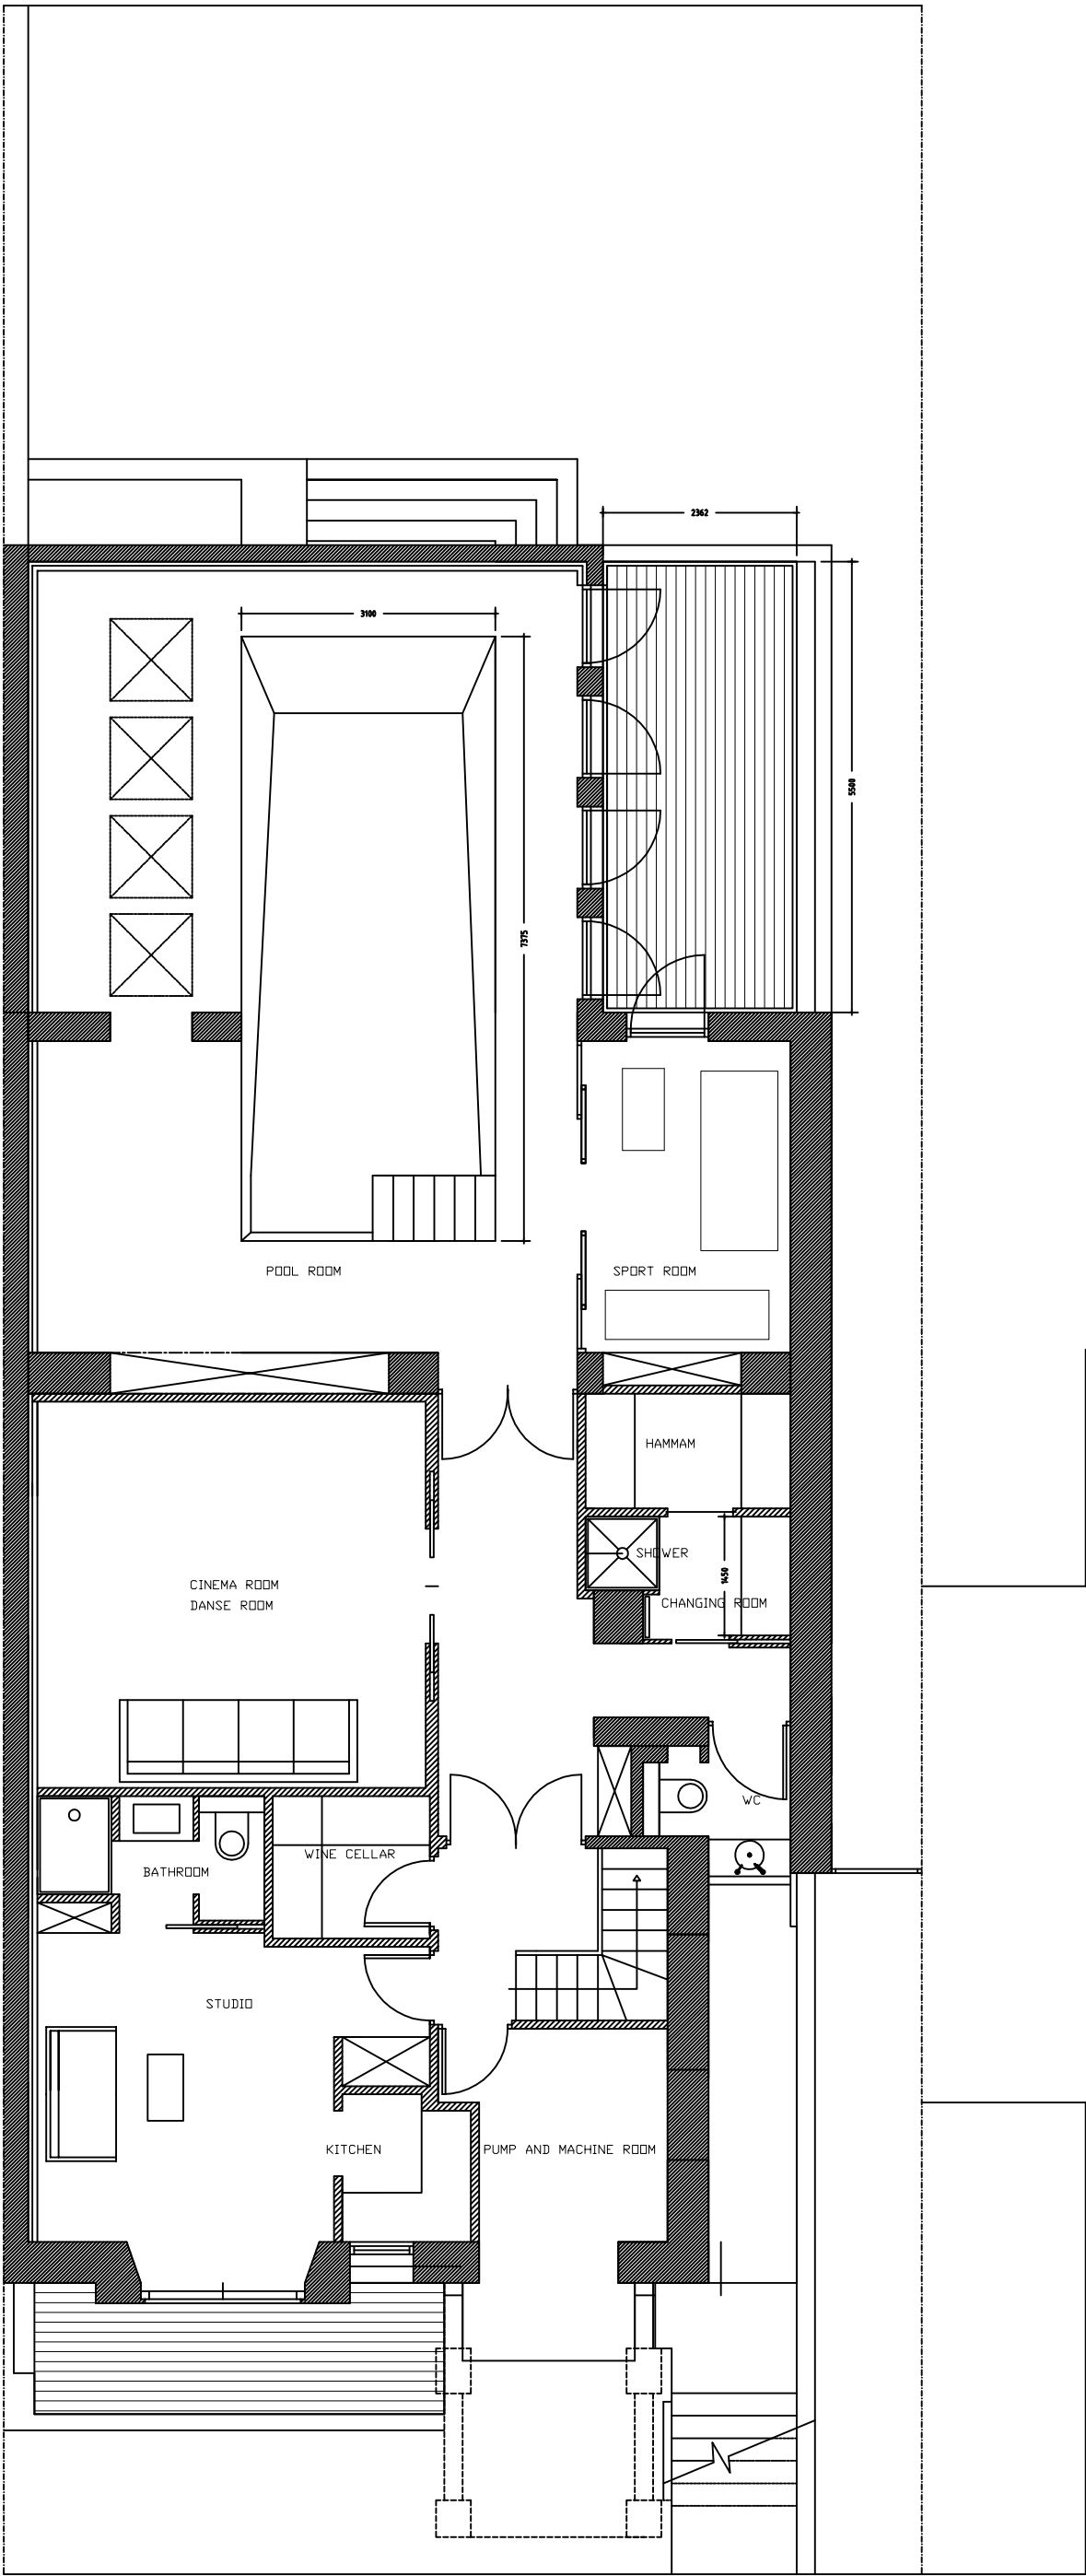 2362
3100
5500
7375
POOL ROOM
SPORT ROOM
HAMMAM
SHOWER
1450
CINEMA ROOM
DANSE ROOM
CHANGING ROOM
WC
WINE CELLAR
BATHROOM
STUDIO
KITCHEN
PUMP AND MACHINE ROOM